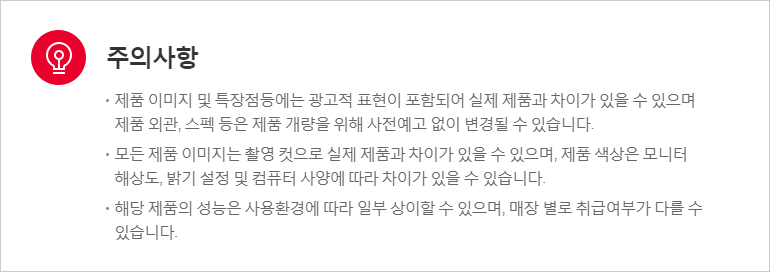 주의사항
· 제품 이미지 및 특장점등에는 광고적 표현이 포함되어 실제 제품과 차이가 있을 수 있으며
제품 외관, 스펙 등은 제품 개량을 위해 사전예고 없이 변경될 수 있습니다.
· 모든 제품 이미지는 촬영 컷으로 실제 제품과 차이가 있을 수 있으며, 제품 색상은 모니터
해상도, 밝기 설정 및 컴퓨터 사양에 따라 차이가 있을 수 있습니다.
· 해당 제품의 성능은 사용환경에 따라 일부 상이할 수 있으며, 매장 별로 취급여부가 다를 수
있습니다.